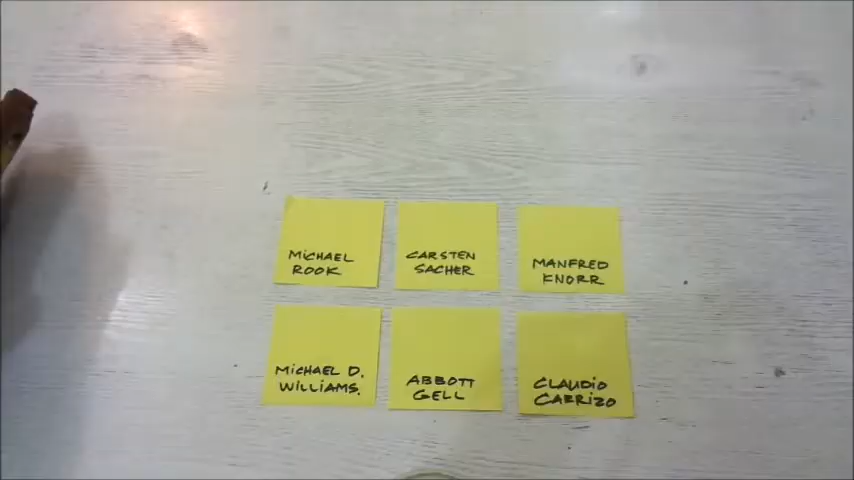 MICHAEL
ROOK
CARSTEN
SACHER
MANFRED
KNORR
MICHAEL D.
WILLIAMS.
ABBOTT
GELL
CLAUDIO
CARRIZO